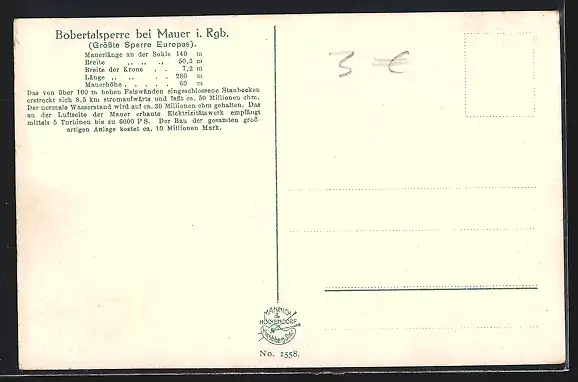 Bobertalsperre bei Mauer i. Rgb.
(Größte Sperre Europas).
Mauerlänge an der Sohle 140 m
Breite „ „ „ 50,3 m
Breite der Krone . . 7,2 m
Länge „ „ . . 280 m
Mauerhöhe . . . . . 60 m
Das von über 100 m hohen Felswänden eingeschlossene Staubecken
erstreckt sich 8,5 km stromaufwärts und faßt ca. 50 Millionen cbm.
Der normale Wasserstand wird auf ca. 30 Millionen cbm gehalten. Das
an der Luftseite der Mauer erbaute Elektrizitätswerk empfängt
mittels 5 Turbinen bis zu 6000 PS. Der Bau der gesamten groß-
artigen Anlage kostet ca. 10 Millionen Mark.
3 €
MÄNNICH
&
HÖCKENDORF
No. 1558.